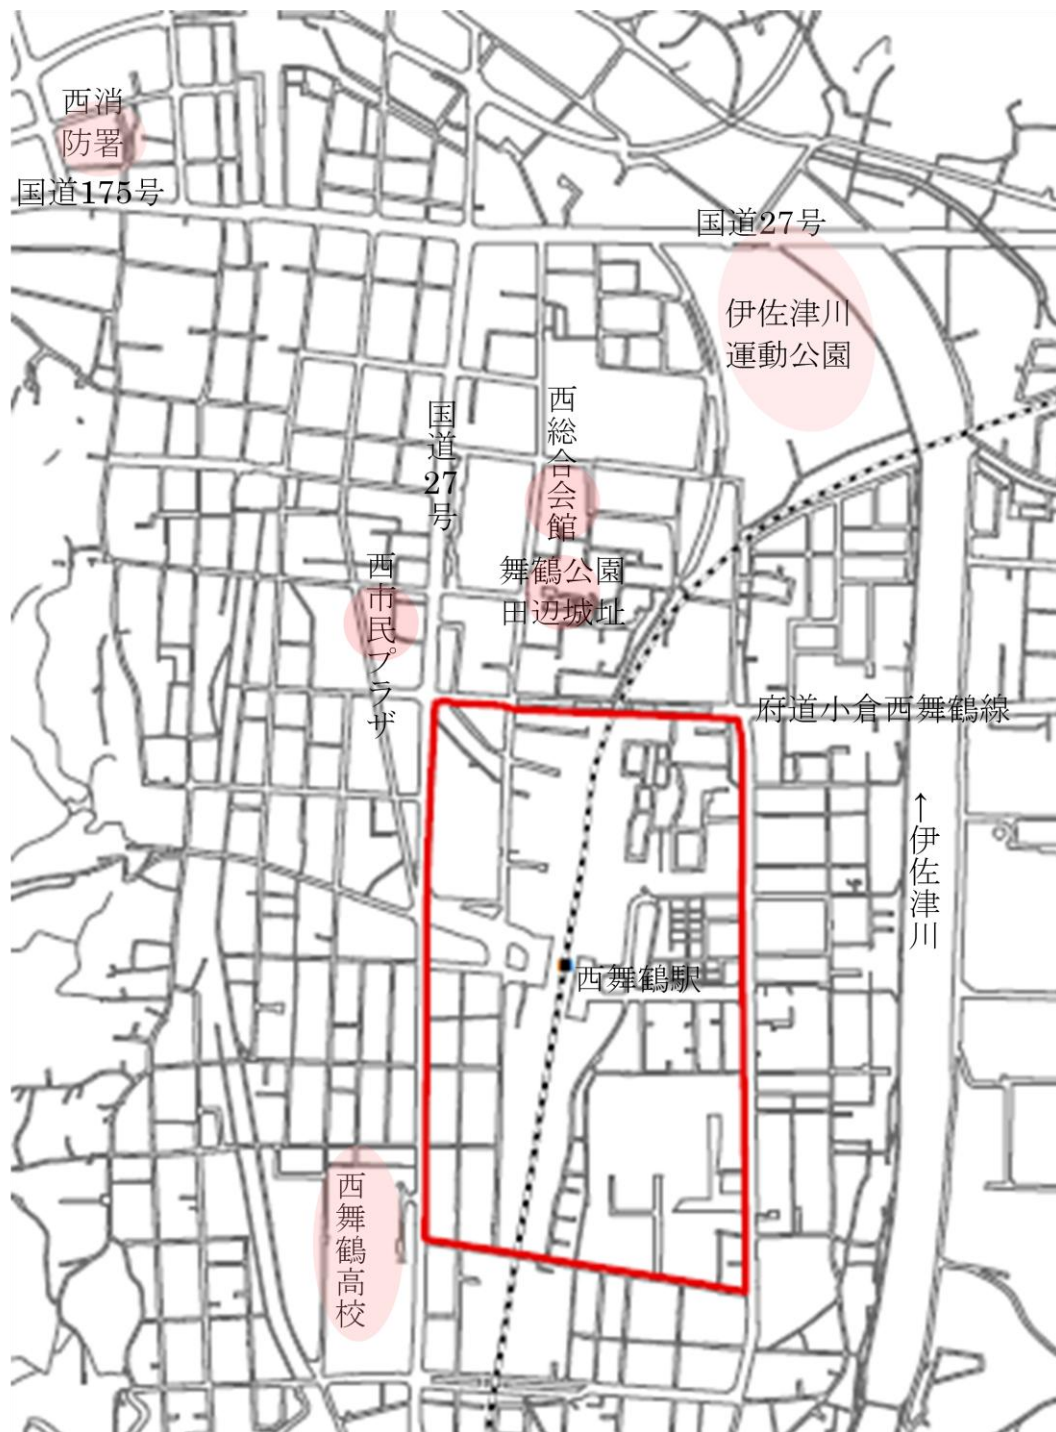 西消
防署
国道175号
国道27号
伊佐津川
運動公園
国道27号
西総合会館
西市民プラザ
舞鶴公園
田辺城址
府道小倉西舞鶴線
←伊佐津川
西舞鶴駅
西舞鶴高校